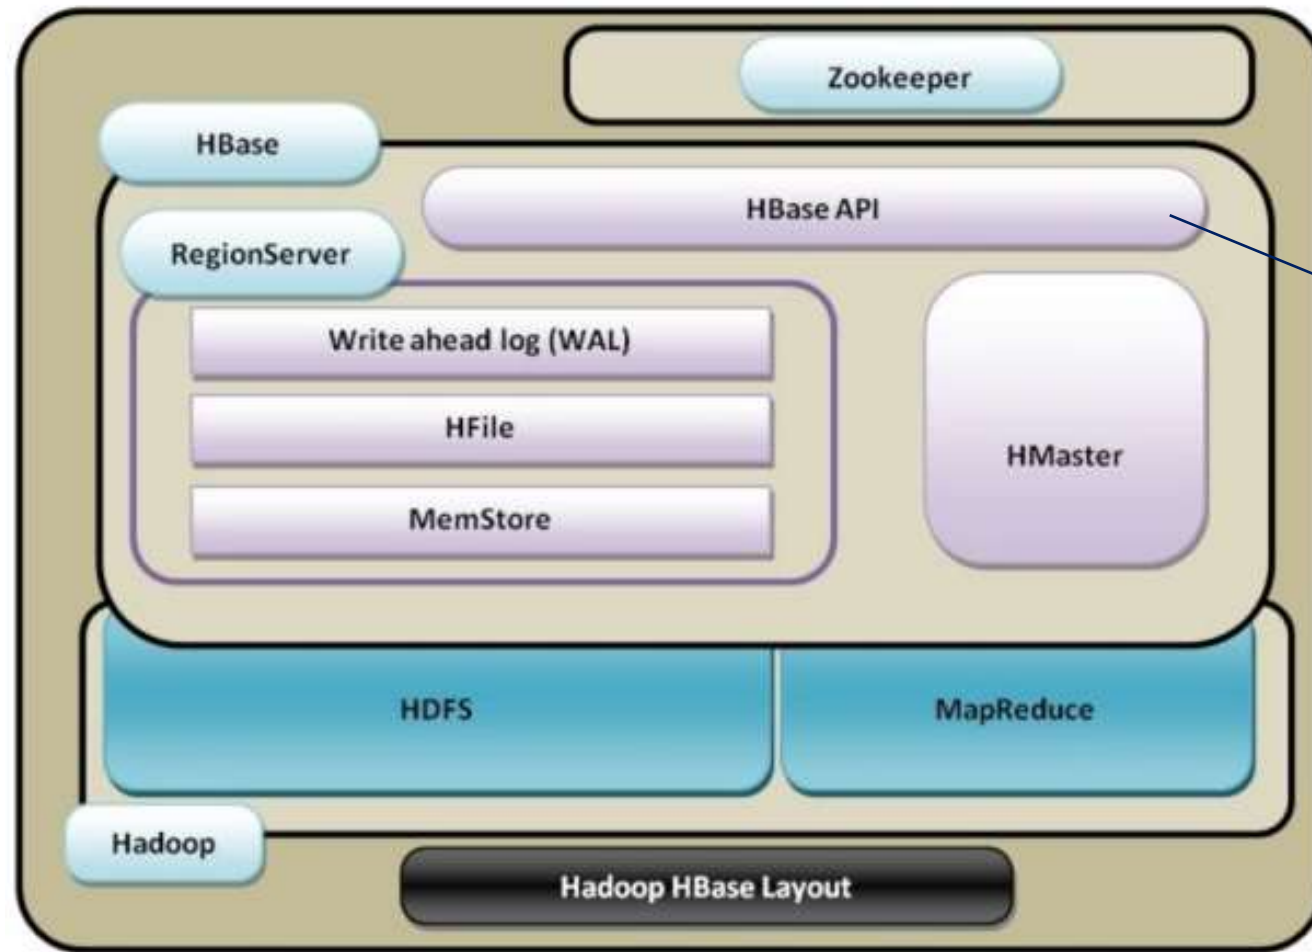 Zookeeper
HBase
HBase API
RegionServer
Write ahead log (WAL)
HFile
MemStore
HMaster
HDFS
MapReduce
Hadoop
Hadoop HBase Layout